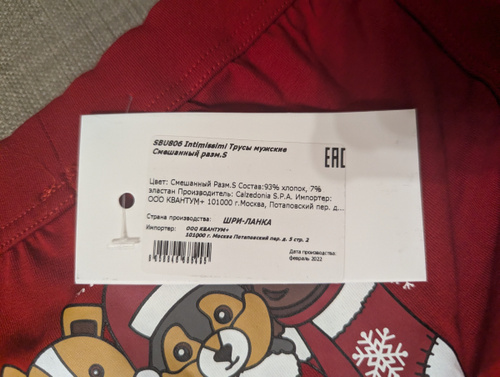 SBU80G Intimissimi Трусы мужские
Смешанный разм.S
EAC
Цвет: Смешанный Разм.S Состав:93% хлопок, 7%
эластан Производитель: Calzedonia S.P.A. Импортер:
ООО КВАНТУМ+ 101000 г.Москва, Потаповский пер. д...
Страна производства: ШРИ-ЛАНКА
Импортер: ООО КВАНТУМ+
101000 г. Москва Потаповский пер. д. 5 стр. 2
Дата производства:
февраль 2022